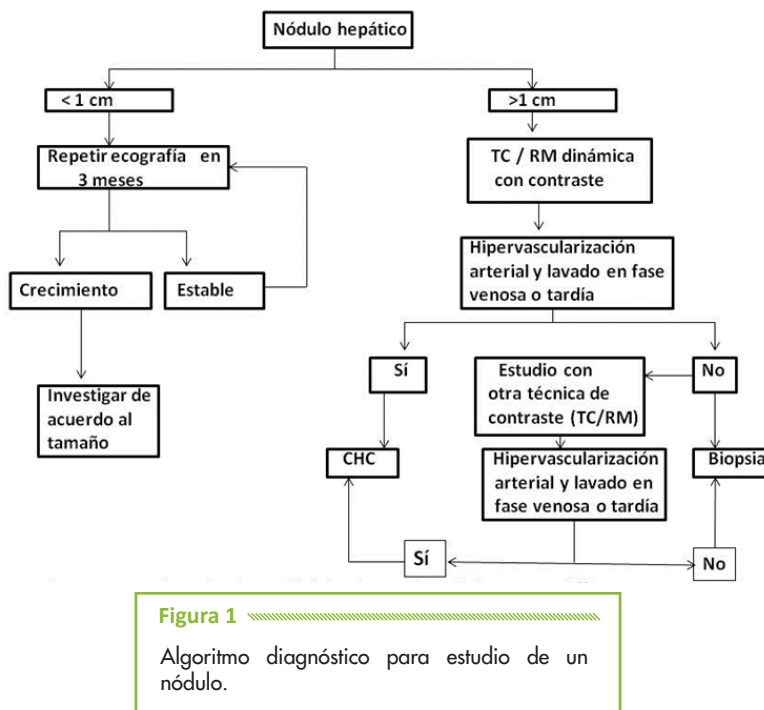 Nódulo hepático
< 1 cm
>1 cm
Repetir ecografía en
3 meses
TC / RM dinámica
con contraste
Hipervascularización
arterial y lavado en fase
venosa o tardía
Crecimiento
Estable
Sí
Estudio con
otra técnica de
contraste (TC/RM)
No
Investigar de
acuerdo al
tamaño
CHC
Hipervascularización
arterial y lavado en
fase venosa o tardía
Biopsia
Sí
No
Figura 1
Algoritmo diagnóstico para estudio de un
nódulo.